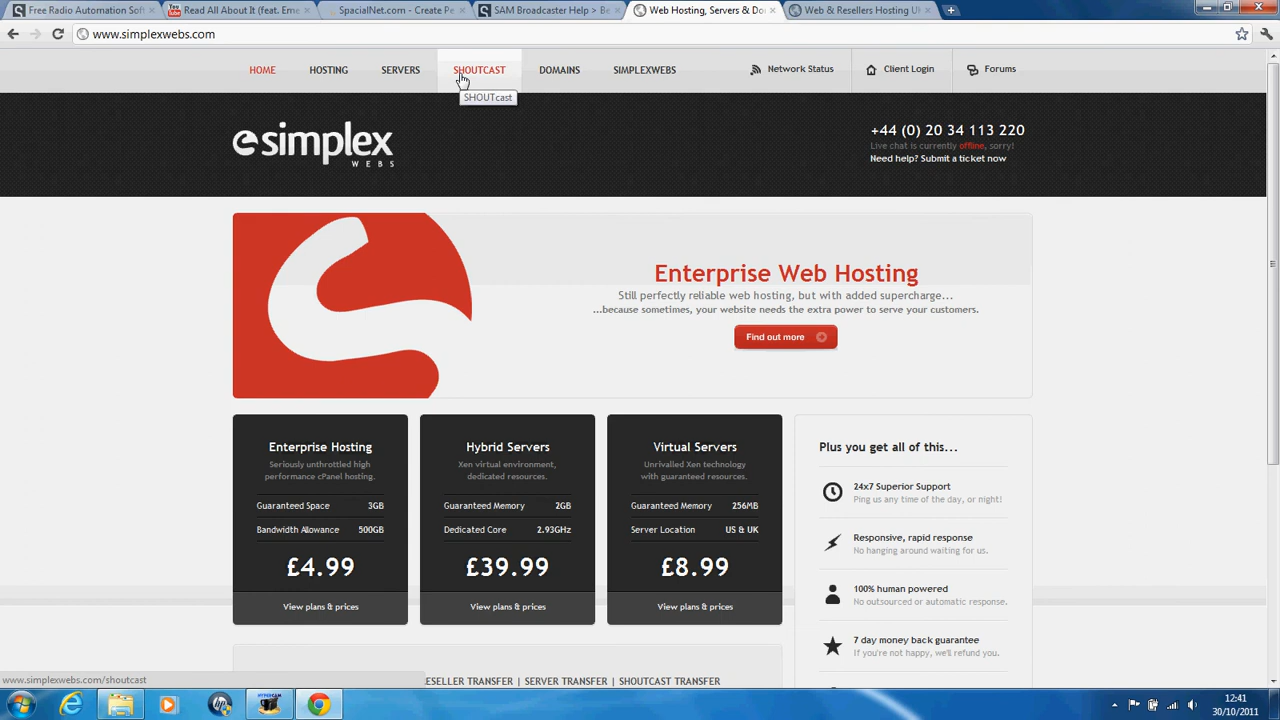 Free Radio Automation Soft
Read All About It (feat. Eme
SpacialNet.com - Create Pe
SAM Broadcaster Help > Be
Web Hosting, Servers & Do
Web & Resellers Hosting UK
www.simplexwebs.com
HOME
HOSTING
SERVERS
SHOUTCAST
DOMAINS
SIMPLEXWEBS
Network Status
Client Login
Forums
SHOUTcast
simplex
WEBS
+44 (0) 20 34 113 220
Live chat is currently offline, sorry!
Need help? Submit a ticket now
Enterprise Web Hosting
Still perfectly reliable web hosting, but with added supercharge...
...because sometimes, your website needs the extra power to serve your customers.
Find out more
Enterprise Hosting
Seriously unthrottled high
performance cPanel hosting.
Guaranteed Space 3GB
Bandwidth Allowance 500GB
£4.99
View plans & prices
Hybrid Servers
Xen virtual environment,
dedicated resources.
Guaranteed Memory 2GB
Dedicated Core 2.93GHz
£39.99
View plans & prices
Virtual Servers
Unrivalled Xen technology
with guaranteed resources.
Guaranteed Memory 256MB
Server Location US & UK
£8.99
View plans & prices
Plus you get all of this...
24x7 Superior Support
Ping us any time of the day, or night!
Responsive, rapid response
No hanging around waiting for us.
100% human powered
No outsourced or automatic response.
7 day money back guarantee
If you're not happy, we'll refund you.
ESELLER TRANSFER | SERVER TRANSFER | SHOUTCAST TRANSFER
www.simplexwebs.com/shoutcast
12:41
30/10/2011